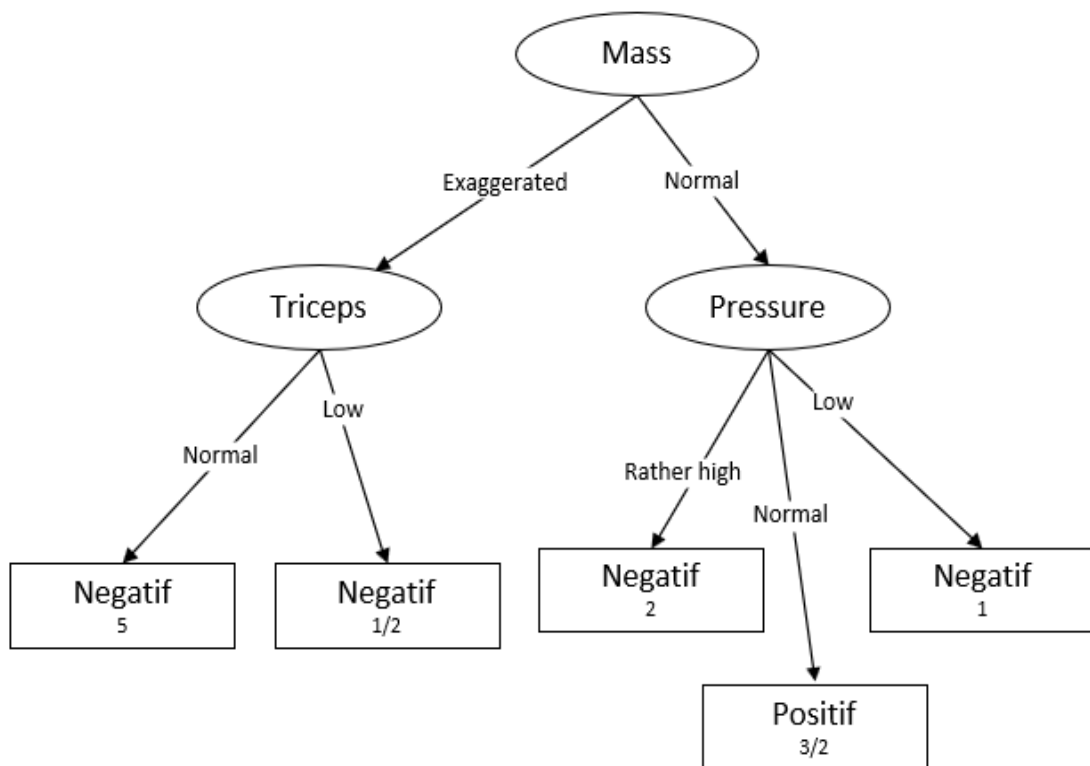 Mass
Exaggerated
Normal
Triceps
Pressure
Low
Low
Normal
Rather high
Normal
Negatif
5
Negatif
1/2
Negatif
2
Negatif
1
Positif
3/2